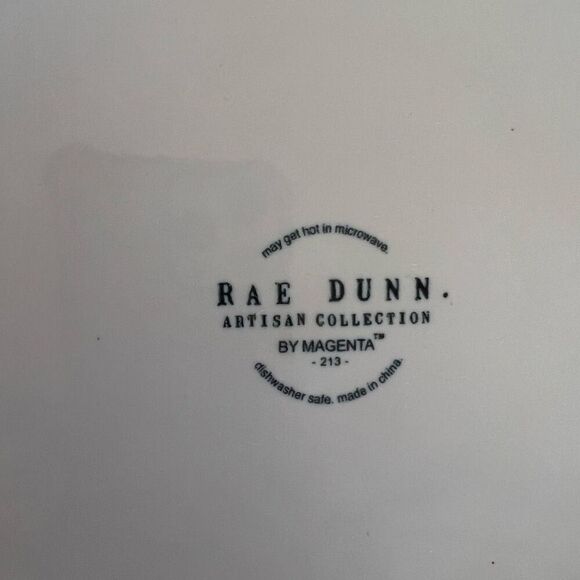 may get hot in microwave.
RAE DUNN.
ARTISAN COLLECTION
BY MAGENTA™
- 213 -
dishwasher safe. made in china.